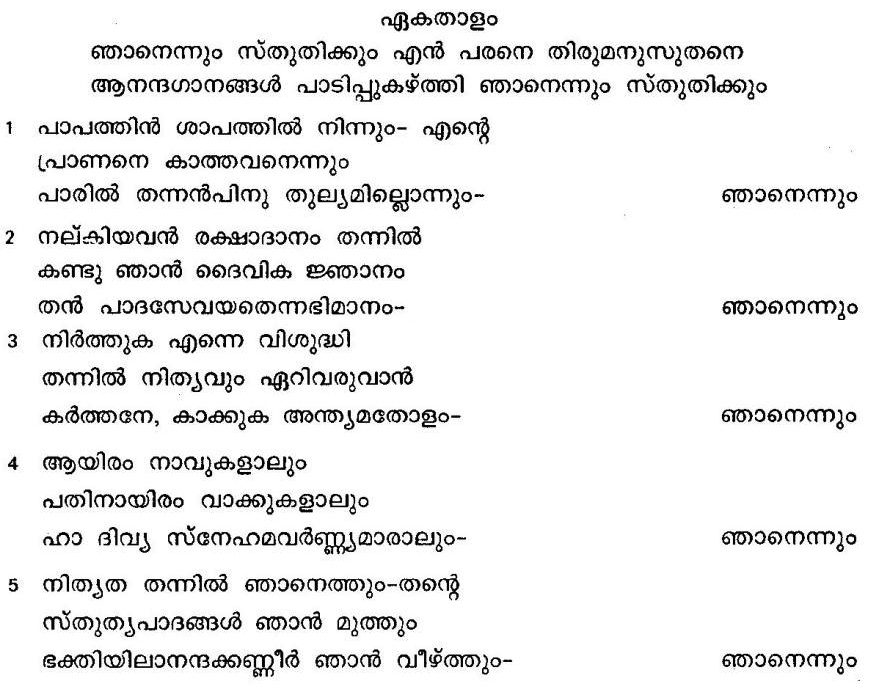 ഏകതാളം
ഞാനെന്നും സ്തുതിക്കും എൻ പരനെ തിരുമനുസുതനെ
ആനന്ദഗാനങ്ങൾ പാടിപ്പുകഴ്ത്തി ഞാനെന്നും സ്തുതിക്കും
1 പാപത്തിൻ ശാപത്തിൽ നിന്നും- എന്റെ
പ്രാണനെ കാത്തവനെന്നും
പാരിൽ തന്നൻപിനു തുല്യമില്ലൊന്നും- ഞാനെന്നും
2 നല്കിയവൻ രക്ഷാദാനം തന്നിൽ
കണ്ടു ഞാൻ ദൈവിക ജ്ഞാനം
തൻ പാദസേവയതെന്നഭിമാനം- ഞാനെന്നും
3 നിർത്തുക എന്നെ വിശുദ്ധി
തന്നിൽ നിത്യവും ഏറിവരുവാൻ
കർത്തനേ, കാക്കുക അന്ത്യമതോളം- ഞാനെന്നും
4 ആയിരം നാവുകളാലും
പതിനായിരം വാക്കുകളാലും
ഹാ ദിവ്യ സ്നേഹമവർണ്ണ്യമാരാലും- ഞാനെന്നും
5 നിത്യത തന്നിൽ ഞാനെത്തും-തന്റെ
സ്തുത്യപാദങ്ങൾ ഞാൻ മുത്തും
ഭക്തിയിലാനന്ദക്കണ്ണീർ ഞാൻ വീഴ്ത്തും- ഞാനെന്നും